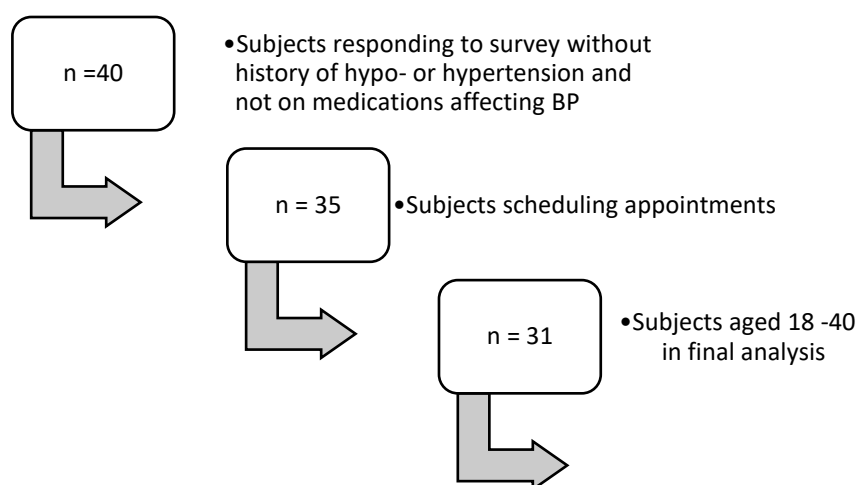 n =40
•Subjects responding to survey without
history of hypo- or hypertension and
not on medications affecting BP
n = 35
•Subjects scheduling appointments
n = 31
•Subjects aged 18 -40
in final analysis